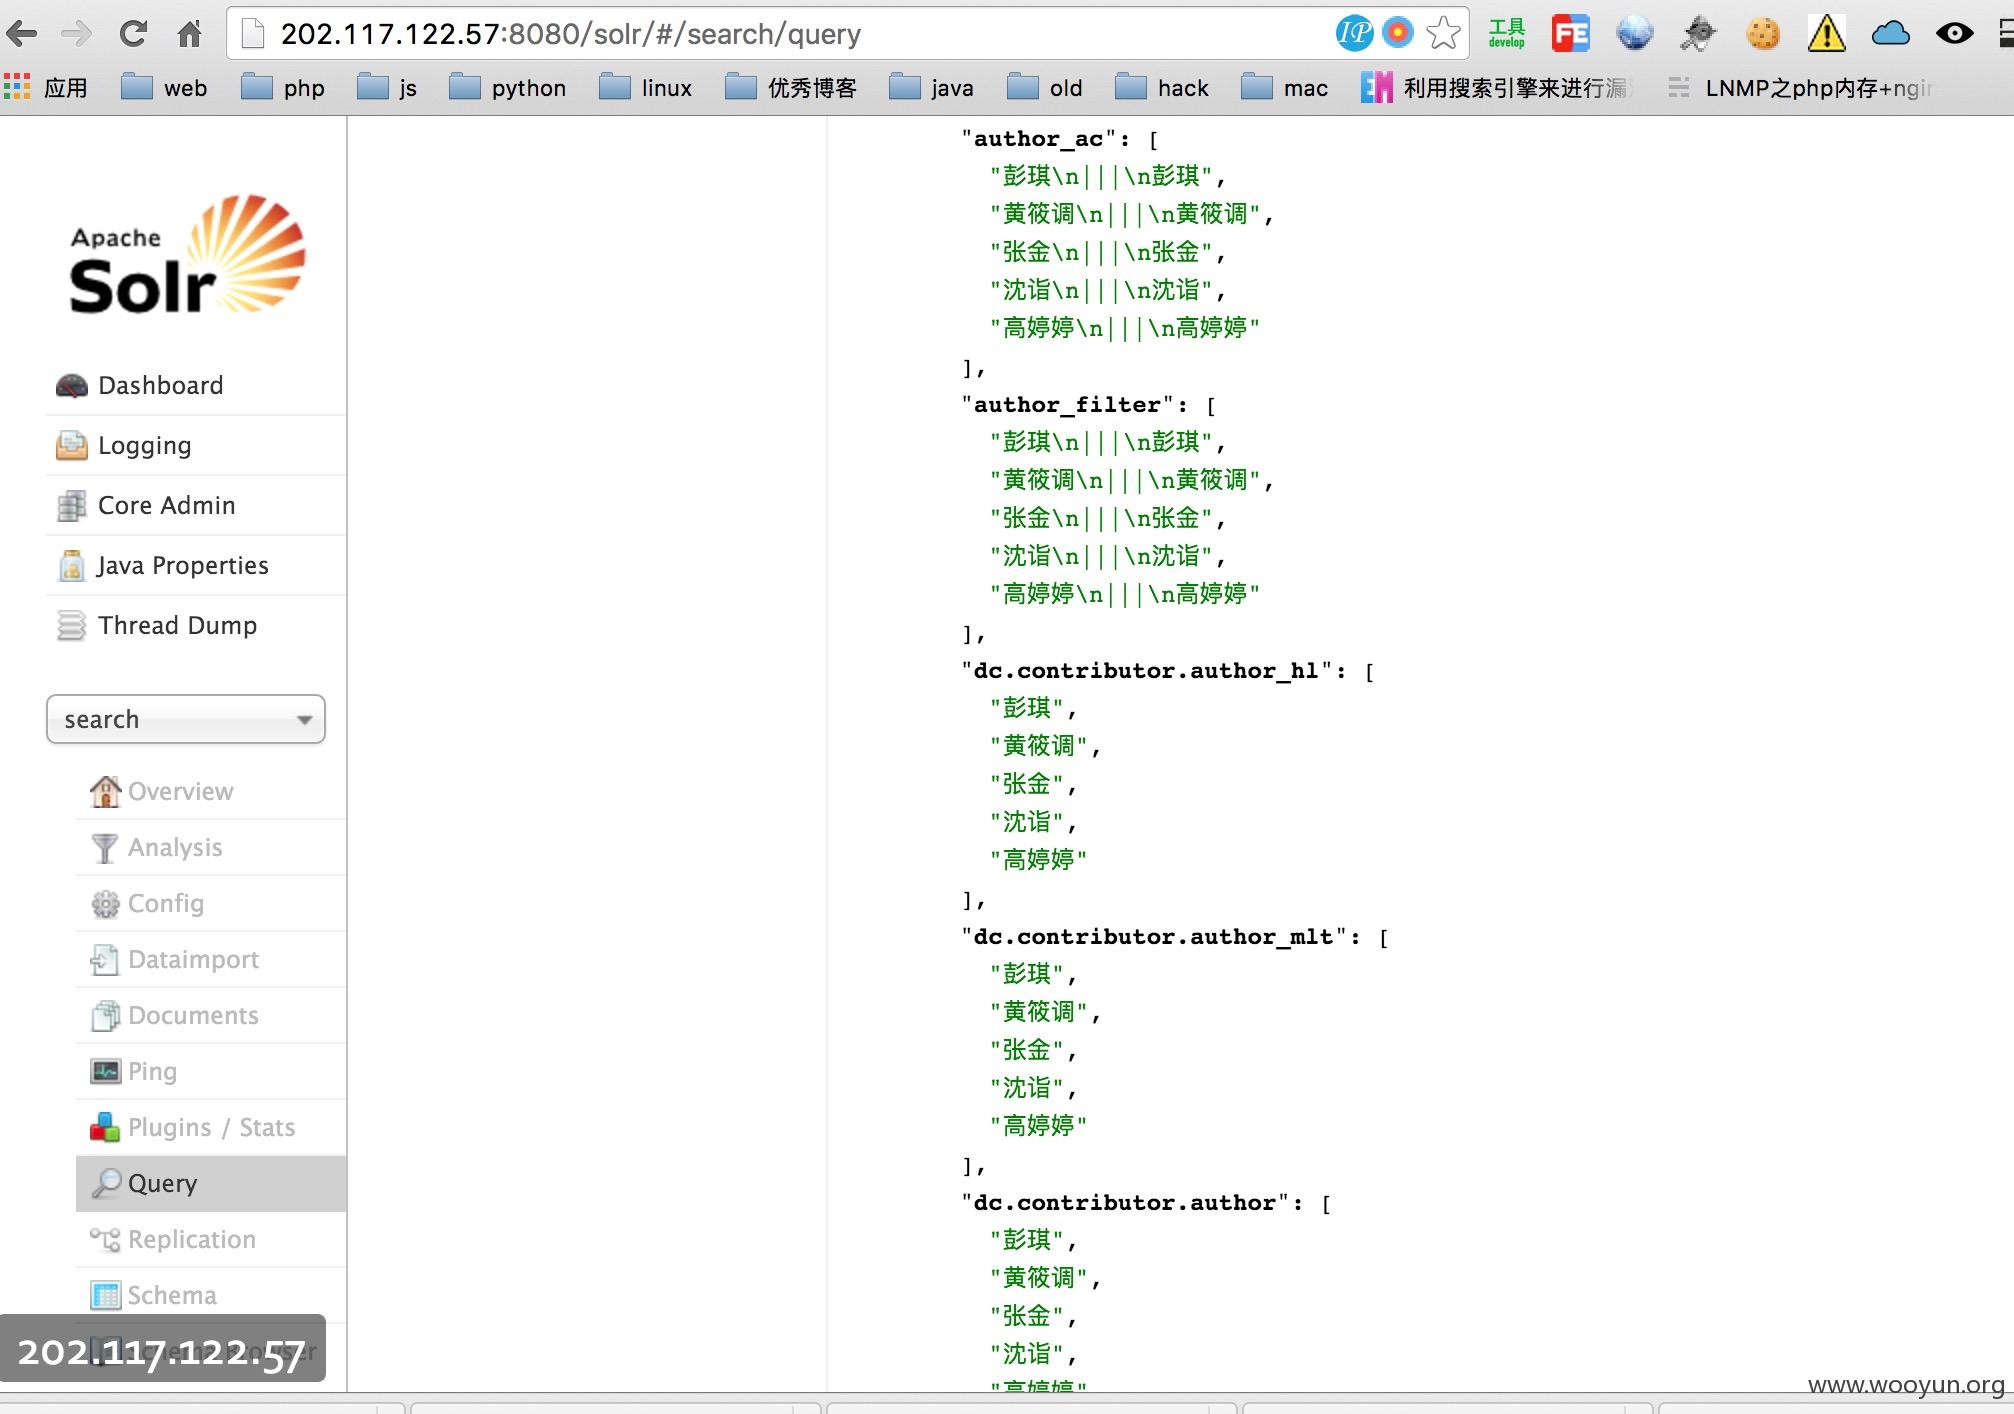 202.117.122.57:8080/solr/#/search/query
IP
工具
develop
FE
应用 web php js python linux 优秀博客 java old hack mac EM 利用搜索引擎来进行漏 LNMP之php内存+ngin
Apache
Solr
Dashboard
Logging
Core Admin
Java Properties
Thread Dump
search
Overview
Analysis
Config
Dataimport
Documents
Ping
Plugins / Stats
Query
Replication
Schema
Schema Browser
202.117.122.57
"author_ac": [
"彭琪\n|||\n彭琪",
"黄筱调\n|||\n黄筱调",
"张金\n|||\n张金",
"沈诣\n|||\n沈诣",
"高婷婷\n|||\n高婷婷"
],
"author_filter": [
"彭琪\n|||\n彭琪",
"黄筱调\n|||\n黄筱调",
"张金\n|||\n张金",
"沈诣\n|||\n沈诣",
"高婷婷\n|||\n高婷婷"
],
"dc.contributor.author_hl": [
"彭琪",
"黄筱调",
"张金",
"沈诣",
"高婷婷"
],
"dc.contributor.author_mlt": [
"彭琪",
"黄筱调",
"张金",
"沈诣",
"高婷婷"
],
"dc.contributor.author": [
"彭琪",
"黄筱调",
"张金",
"沈诣",
"高婷婷"
www.wooyun.org